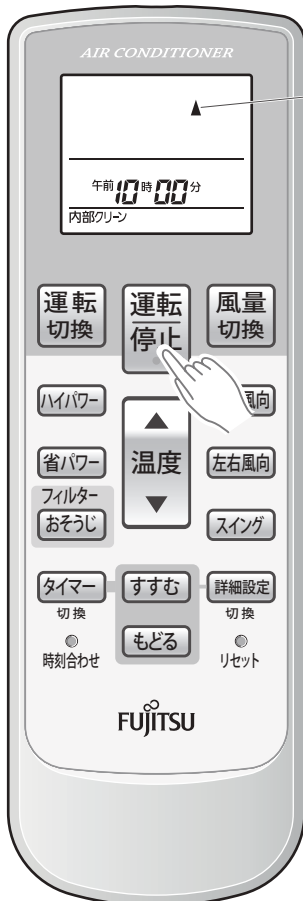 AIR CONDITIONER
▲
午前10時00分
内部クリーン
運転切換
運転停止
風量切換
ハイパワー
風向
▲
省パワー
温度
左右風向
フィルター
おそうじ
▼
スイング
タイマー
すすむ
詳細設定
切換
切換
時刻合わせ
もどる
リセット
FUJITSU